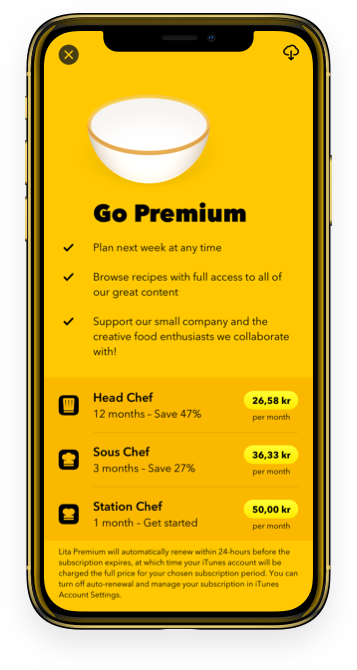 Go Premium
Plan next week at any time
Browse recipes with full access to all of
our great content
Support our small company and the
creative food enthusiasts we collaborate
with!
Head Chef
12 months – Save 47%
26,58 kr
per month
Sous Chef
3 months – Save 27%
36,33 kr
per month
Station Chef
1 month – Get started
50,00 kr
per month
Lita Premium will automatically renew within 24-hours before the
subscription expires, at which time your iTunes account will be
charged the full price for your chosen subscription period. You can
turn off auto-renewal and manage your subscription in iTunes
Account Settings.